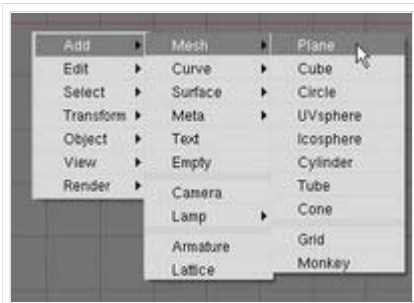 Add
Edit
Select
Transform
Object
View
Render
Mesh
Curve
Surface
Meta
Text
Empty
Camera
Lamp
Armature
Lattice
Plane
Cube
Circle
UVsphere
Icosphere
Cylinder
Tube
Cone
Grid
Monkey